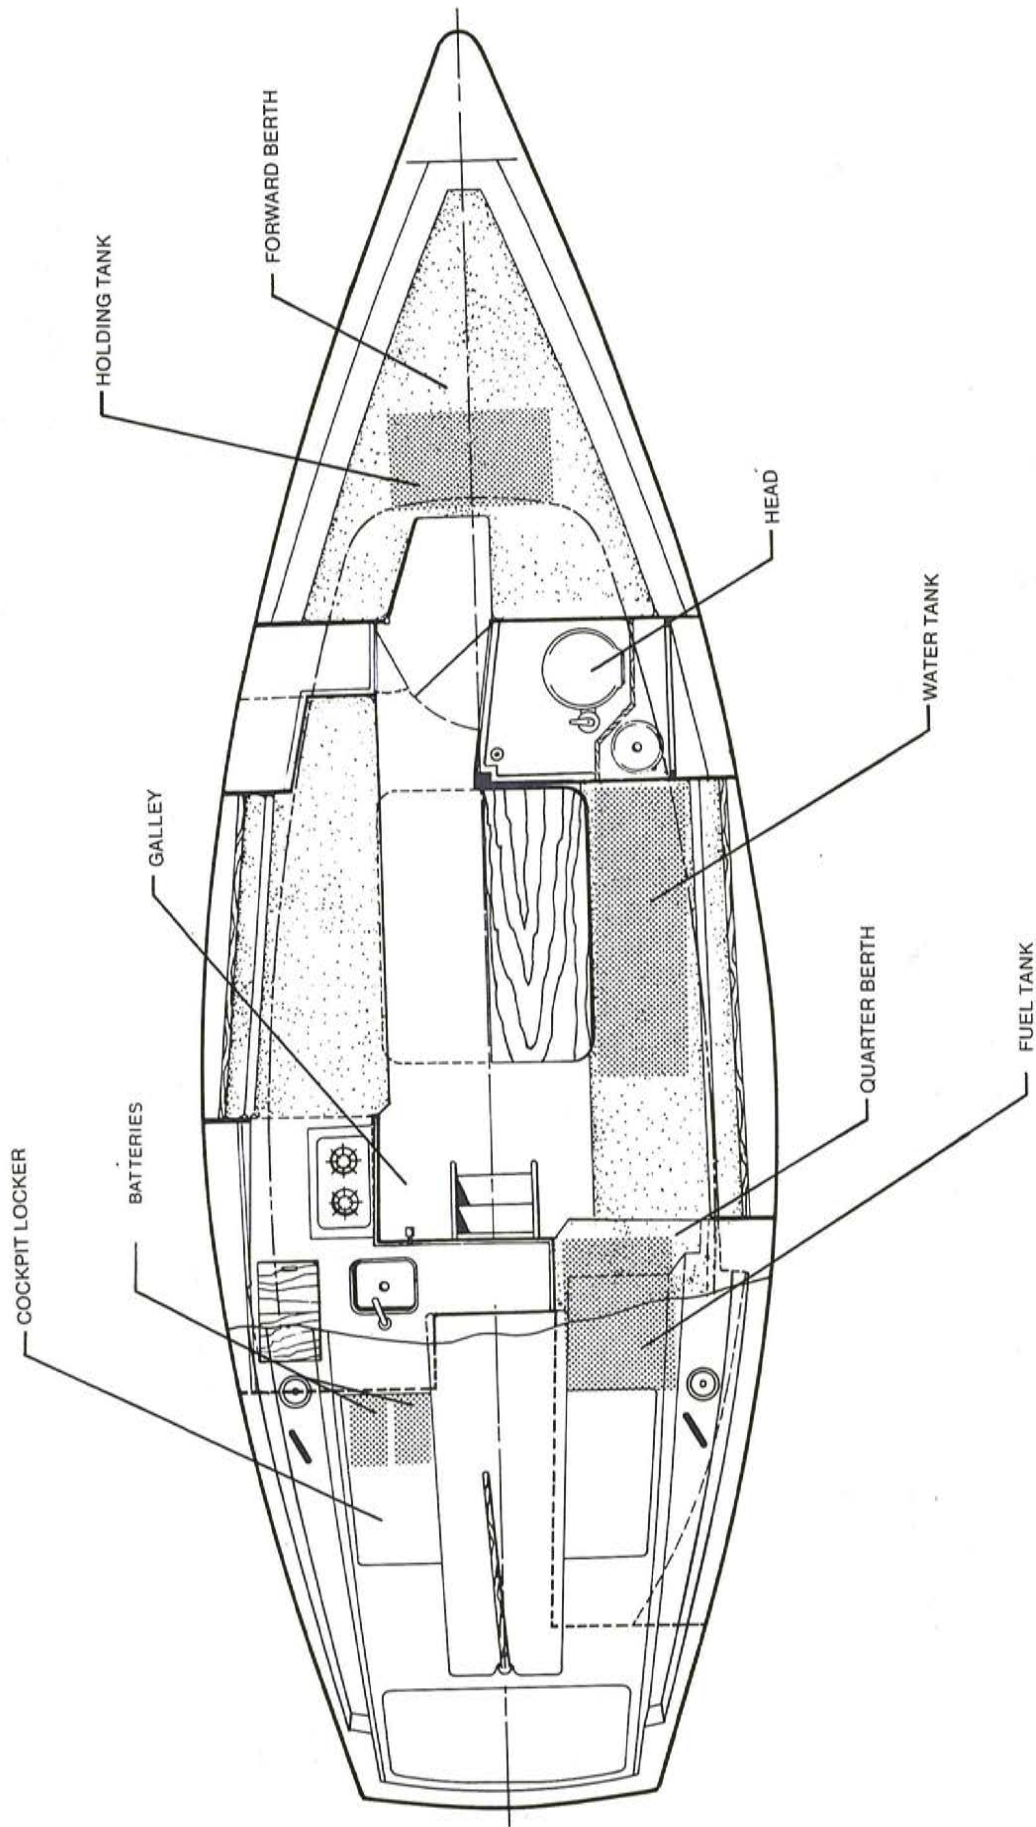 COCKPIT LOCKER
BATTERIES
GALLEY
HOLDING TANK
FORWARD BERTH
FUEL TANK
QUARTER BERTH
WATER TANK
HEAD